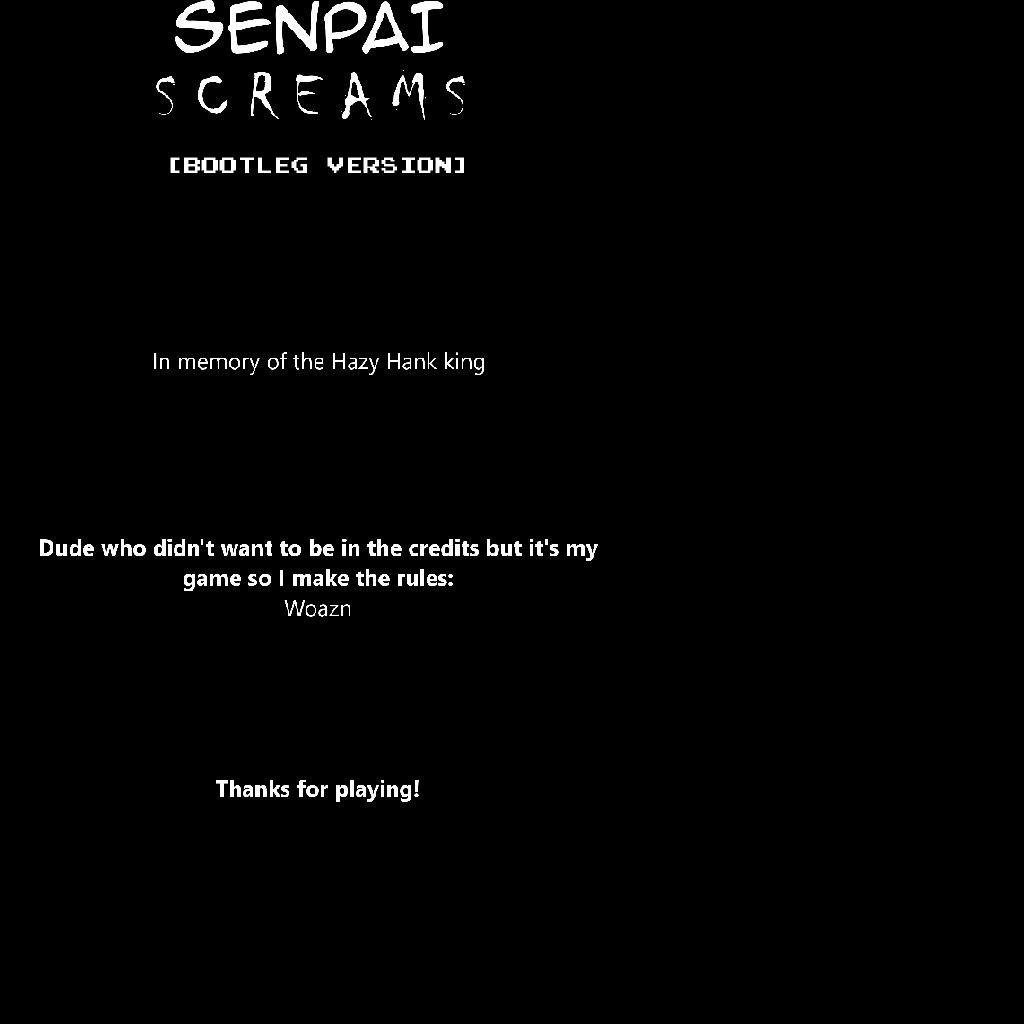 SENPAI
SCREAMS
[BOOTLEG VERSION]
In memory of the Hazy Hank king
Dude who didn't want to be in the credits but it's my
game so I make the rules:
Woazn
Thanks for playing!